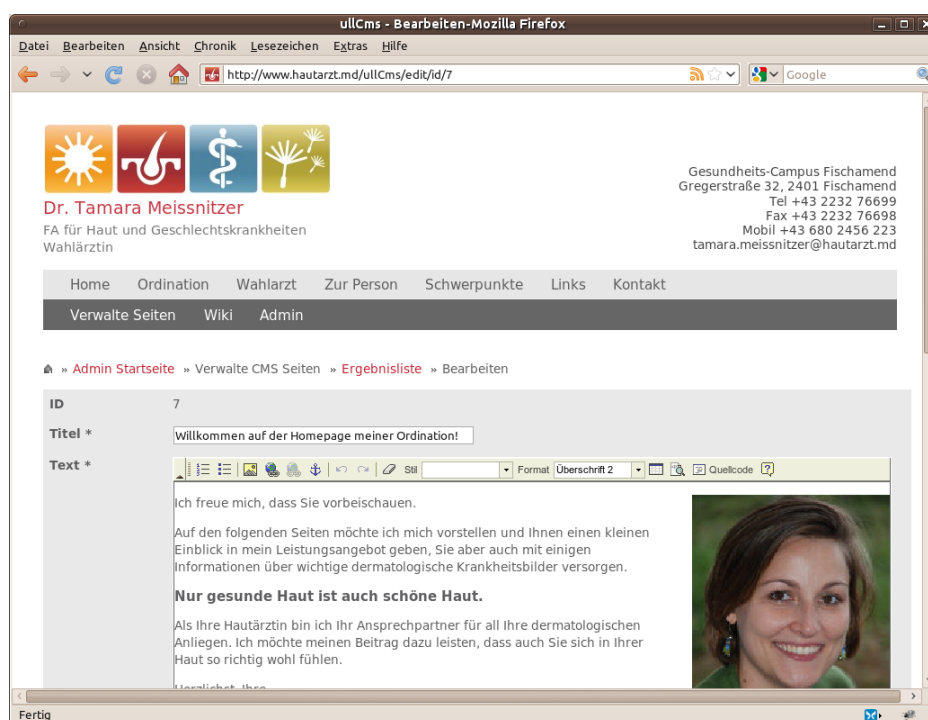 ullCms - Bearbeiten-Mozilla Firefox
Datei Bearbeiten Ansicht Chronik Lesezeichen Extras Hilfe
http://www.hautarzt.md/ullCms/edit/id/7
Google
Gesundheits-Campus Fischamend
Gregerstraße 32, 2401 Fischamend
Tel +43 2232 76699
Fax +43 2232 76698
Mobil +43 680 2456 223
tamara.meissnitzer@hautarzt.md
Dr. Tamara Meissnitzer
FA für Haut und Geschlechtskrankheiten
Wahlärztin
Home Ordination Wahlarzt Zur Person Schwerpunkte Links Kontakt
Verwalte Seiten Wiki Admin
» Admin Startseite » Verwalte CMS Seiten » Ergebnisliste » Bearbeiten
ID 7
Titel * Willkommen auf der Homepage meiner Ordination!
Text *
Stil Format Überschrift 2 Quellcode
Ich freue mich, dass Sie vorbeischauen.
Auf den folgenden Seiten möchte ich mich vorstellen und Ihnen einen kleinen
Einblick in mein Leistungsangebot geben, Sie aber auch mit einigen
Informationen über wichtige dermatologische Krankheitsbilder versorgen.
Nur gesunde Haut ist auch schöne Haut.
Als Ihre Hautärztin bin ich Ihr Ansprechpartner für all Ihre dermatologischen
Anliegen. Ich möchte meinen Beitrag dazu leisten, dass auch Sie sich in Ihrer
Haut so richtig wohl fühlen.
Herzlichst, Ihre
Fertig